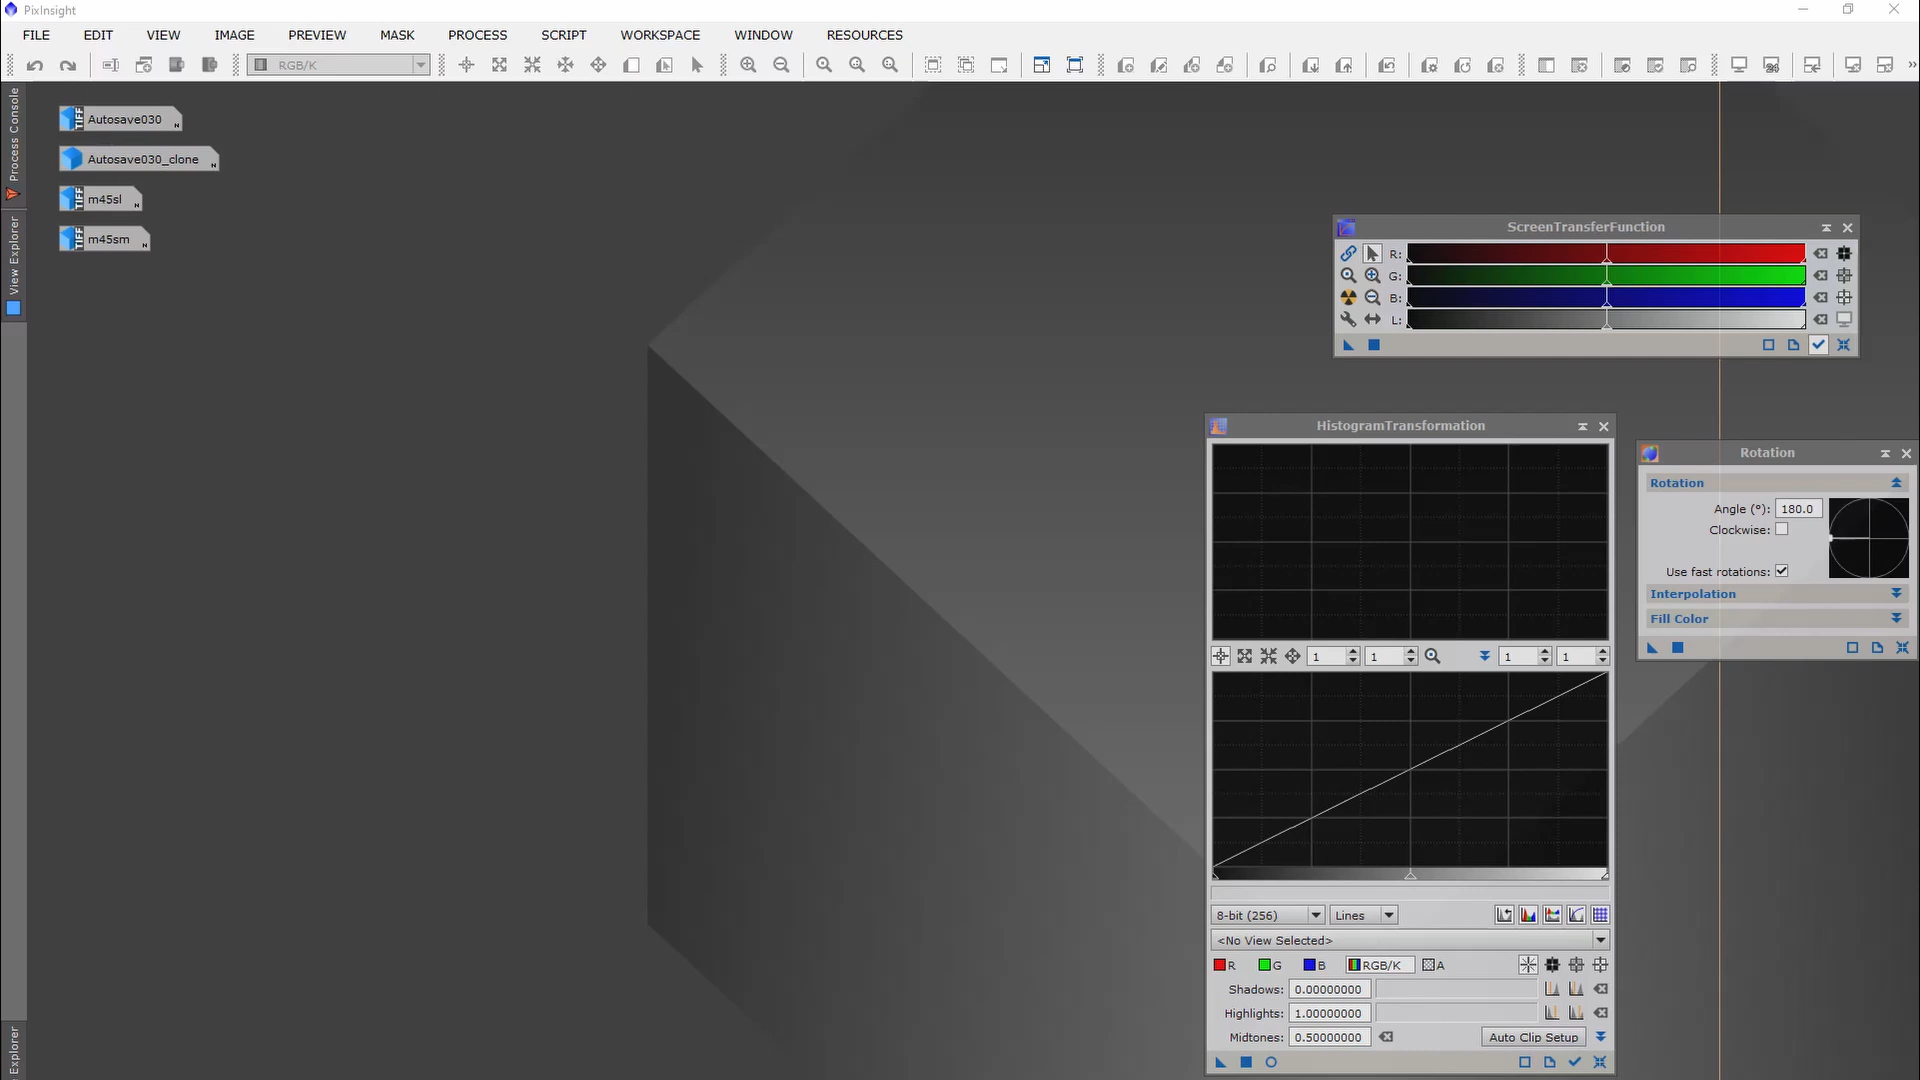 PixInsight
FILE EDIT VIEW IMAGE PREVIEW MASK PROCESS SCRIPT WORKSPACE WINDOW RESOURCES
RGB/K
Process Console
View Explorer
Explorer
Autosave030
Autosave030_clone
m45sl
m45sm
ScreenTransferFunction
R:
G:
B:
L:
HistogramTransformation
1 1 1 1
8-bit (256) Lines
<No View Selected>
R G B RGB/K A
Shadows: 0.00000000
Highlights: 1.00000000
Midtones: 0.50000000 Auto Clip Setup
Rotation
Rotation
Angle (°): 180.0
Clockwise:
Use fast rotations:
Interpolation
Fill Color